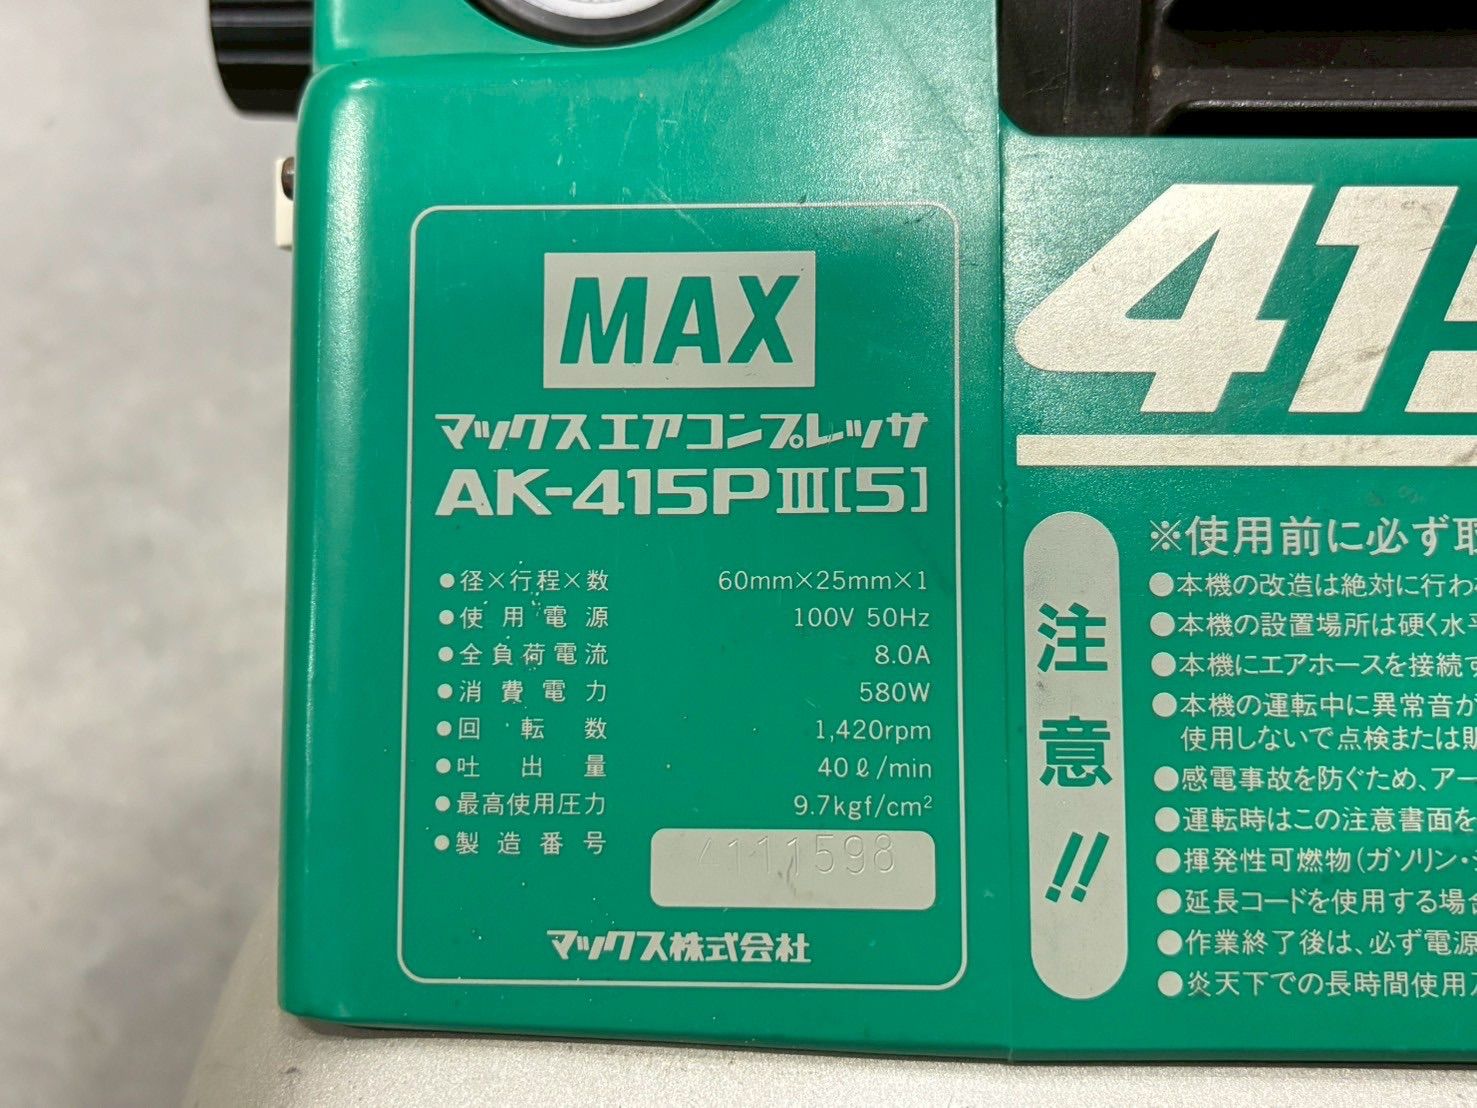 MAX
マックスエアコンプレッサ
AK-415PⅢ[5]
●径×行程×数 60mm×25mm×1
●使用電源 100V 50Hz
●全負荷電流 8.0A
●消費電力 580W
●回転数 1,420rpm
●吐出量 40ℓ/min
●最高使用圧力 9.7kgf/cm²
●製造番号 4111598
マックス株式会社
415
注意!!
※使用前に必ず取
●本機の改造は絶対に行わ
●本機の設置場所は硬く水平
●本機にエアホースを接続す
●本機の運転中に異常音が
使用しないで点検または販
●感電事故を防ぐため、アー
●運転時はこの注意書面を
●揮発性可燃物(ガソリン・
●延長コードを使用する場合
●作業終了後は、必ず電源
●炎天下での長時間使用